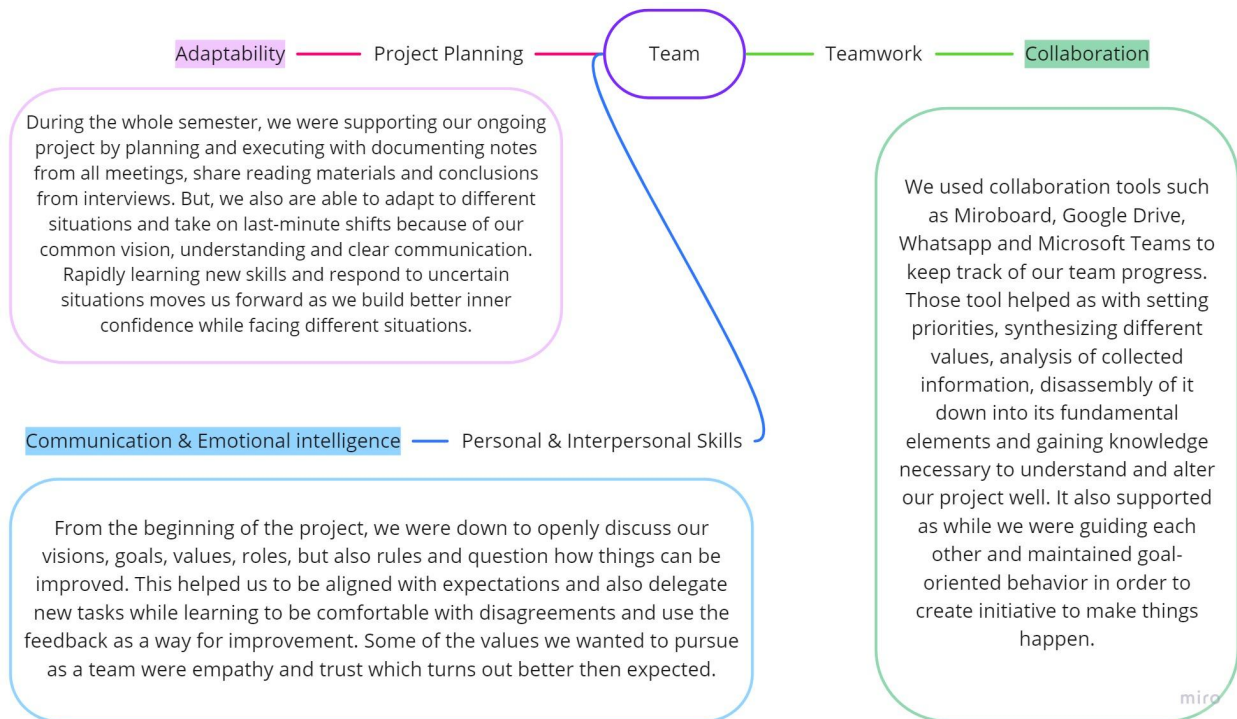 Adaptability
Project Planning
Team
Teamwork
Collaboration
During the whole semester, we were supporting our ongoing
project by planning and executing with documenting notes
from all meetings, share reading materials and conclusions
from interviews. But, we also are able to adapt to different
situations and take on last-minute shifts because of our
common vision, understanding and clear communication.
Rapidly learning new skills and respond to uncertain
situations moves us forward as we build better inner
confidence while facing different situations.
We used collaboration tools such
as Miroboard, Google Drive,
Whatsapp and Microsoft Teams to
keep track of our team progress.
Those tool helped as with setting
priorities, synthesizing different
values, analysis of collected
information, disassembly of it
down into its fundamental
elements and gaining knowledge
necessary to understand and alter
our project well. It also supported
as while we were guiding each
other and maintained goal-
oriented behavior in order to
create initiative to make things
happen.
Communication & Emotional intelligence
Personal & Interpersonal Skills
From the beginning of the project, we were down to openly discuss our
visions, goals, values, roles, but also rules and question how things can be
improved. This helped us to be aligned with expectations and also delegate
new tasks while learning to be comfortable with disagreements and use the
feedback as a way for improvement. Some of the values we wanted to pursue
as a team were empathy and trust which turns out better then expected.
miro